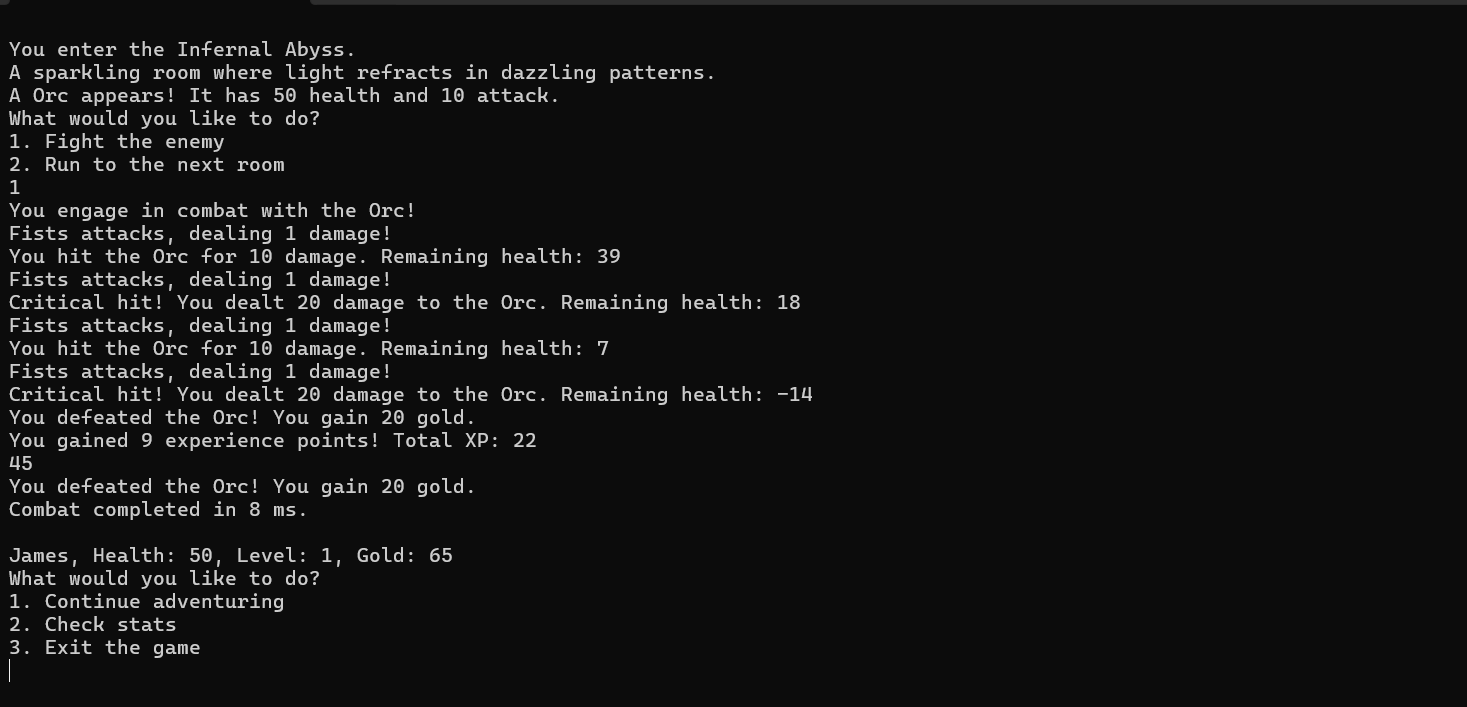 You enter the Infernal Abyss.
A sparkling room where light refracts in dazzling patterns.
A Orc appears! It has 50 health and 10 attack.
What would you like to do?
1. Fight the enemy
2. Run to the next room
1
You engage in combat with the Orc!
Fists attacks, dealing 1 damage!
You hit the Orc for 10 damage. Remaining health: 39
Fists attacks, dealing 1 damage!
Critical hit! You dealt 20 damage to the Orc. Remaining health: 18
Fists attacks, dealing 1 damage!
You hit the Orc for 10 damage. Remaining health: 7
Fists attacks, dealing 1 damage!
Critical hit! You dealt 20 damage to the Orc. Remaining health: -14
You defeated the Orc! You gain 20 gold.
You gained 9 experience points! Total XP: 22
45
You defeated the Orc! You gain 20 gold.
Combat completed in 8 ms.
James, Health: 50, Level: 1, Gold: 65
What would you like to do?
1. Continue adventuring
2. Check stats
3. Exit the game